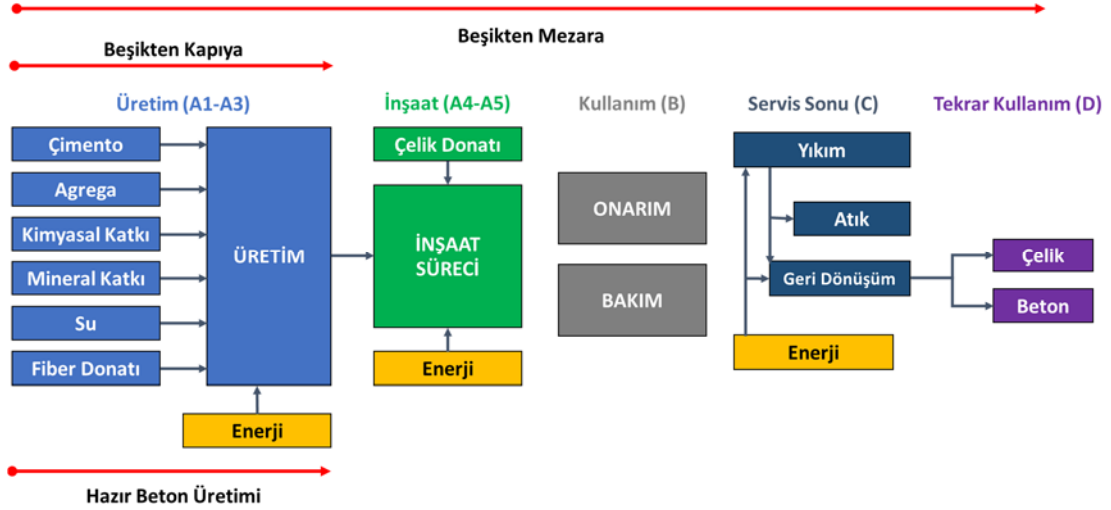 Beşikten Mezara
Beşikten Kapıya
Üretim (A1-A3)
İnşaat (A4-A5)
Kullanım (B)
Servis Sonu (C)
Tekrar Kullanım (D)
Çimento
Agrega
Kimyasal Katkı
Mineral Katkı
Su
Fiber Donatı
ÜRETİM
Enerji
Çelik Donatı
İNŞAAT
SÜRECİ
Enerji
ONARIM
BAKIM
Yıkım
Atık
Geri Dönüşüm
Enerji
Çelik
Beton
Hazır Beton Üretimi